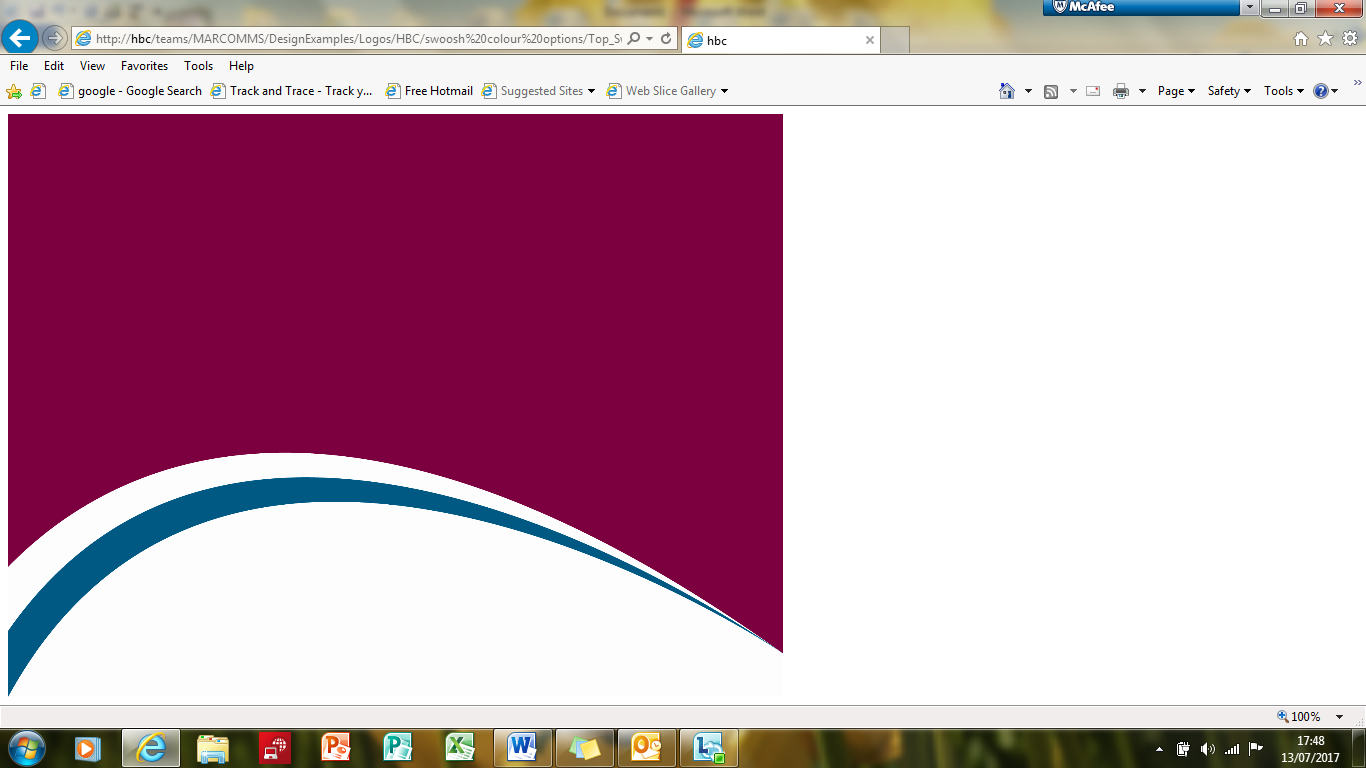 McAfee
http://hbc/teams/MARCOMMS/DesignExamples/Logos/HBC/swoosh%20colour%20options/Top_Sw
hbc
File Edit View Favorites Tools Help
google - Google Search Track and Trace - Track y... Free Hotmail Suggested Sites Web Slice Gallery Page Safety Tools
100%
17:48
13/07/2017